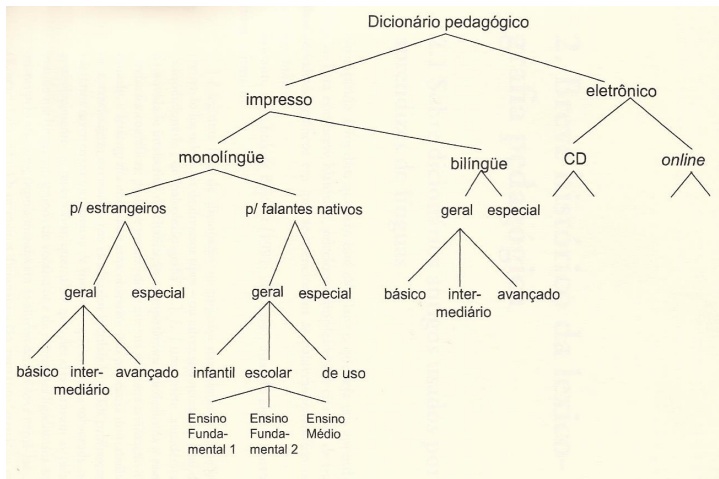 Dicionário pedagógico
impresso
eletrônico
monolíngüe
bilíngüe
CD
online
p/ estrangeiros
p/ falantes nativos
geral especial
geral
especial
geral
especial
básico
inter-
mediário
avançado
básico
inter-
mediário
avançado
infantil
escolar
de uso
Ensino
Funda-
mental 1
Ensino
Funda-
mental 2
Ensino
Médio